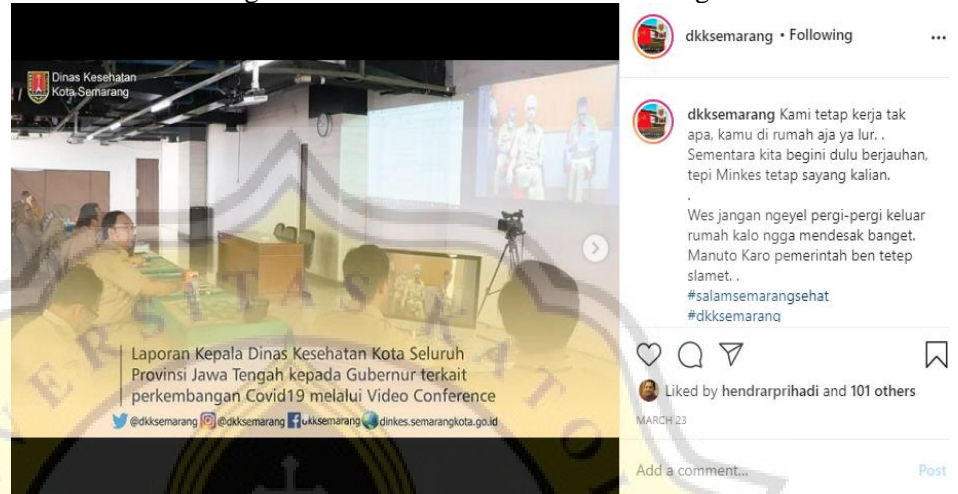 Dinas Kesehatan
Kota Semarang
Laporan Kepala Dinas Kesehatan Kota Seluruh
Provinsi Jawa Tengah kepada Gubernur terkait
perkembangan Covid19 melalui Video Conference
@dkksemarang @dkksemarang ukksemarang dinkes.semarangkota.go.id
dkksemarang • Following
dkksemarang Kami tetap kerja tak
apa, kamu di rumah aja ya lur. .
Sementara kita begini dulu berjauhan,
tepi Minkes tetap sayang kalian.
.
Wes jangan ngeyel pergi-pergi keluar
rumah kalo ngga mendesak banget.
Manuto Karo pemerintah ben tetep
slamet. .
#salamsemarangsehat
#dkksemarang
Liked by hendrarprihadi and 101 others
MARCH 23
Add a comment...
Post